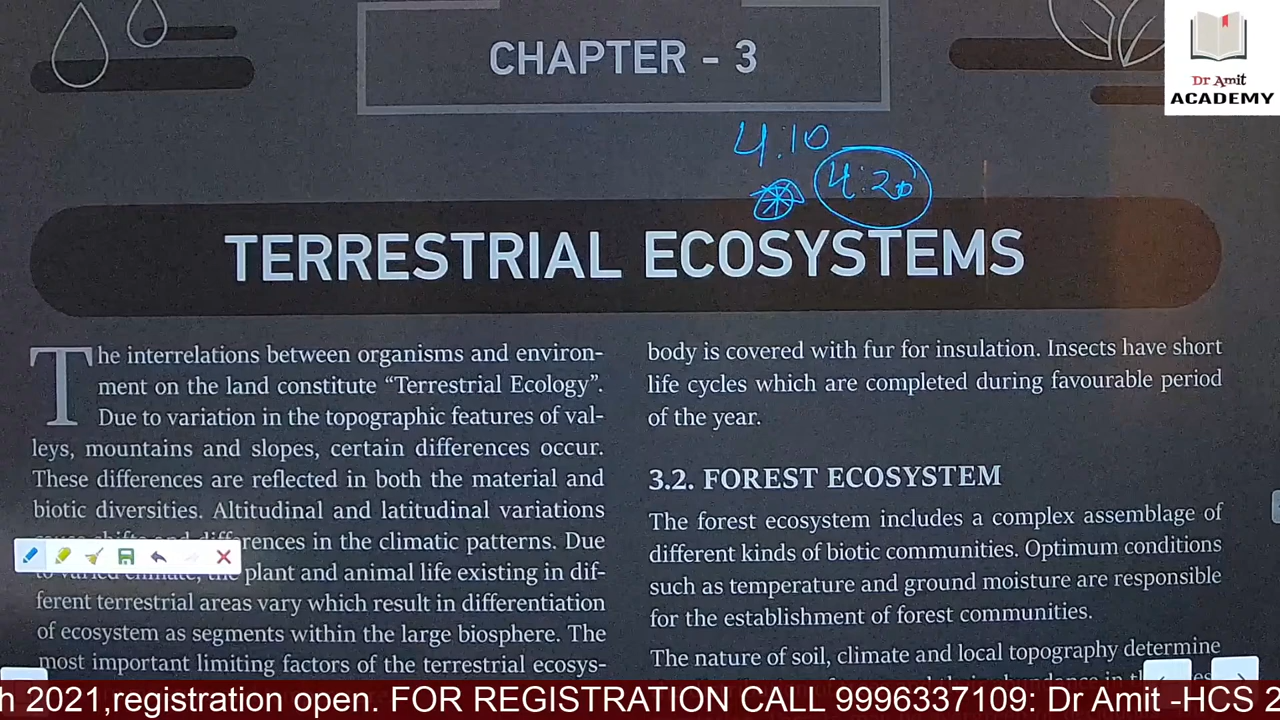 CHAPTER - 3
Dr Amit
ACADEMY
4:10
4:20
TERRESTRIAL ECOSYSTEMS
The interrelations between organisms and environ-
ment on the land constitute “Terrestrial Ecology”.
Due to variation in the topographic features of val-
leys, mountains and slopes, certain differences occur.
These differences are reflected in both the material and
biotic diversities. Altitudinal and latitudinal variations
differences in the climatic patterns. Due
to varied climate, the plant and animal life existing in dif-
ferent terrestrial areas vary which result in differentiation
of ecosystem as segments within the large biosphere. The
most important limiting factors of the terrestrial ecosys-
body is covered with fur for insulation. Insects have short
life cycles which are completed during favourable period
of the year.
3.2. FOREST ECOSYSTEM
The forest ecosystem includes a complex assemblage of
different kinds of biotic communities. Optimum conditions
such as temperature and ground moisture are responsible
for the establishment of forest communities.
The nature of soil, climate and local topography determine
h 2021,registration open. FOR REGISTRATION CALL 9996337109: Dr Amit -HCS 2